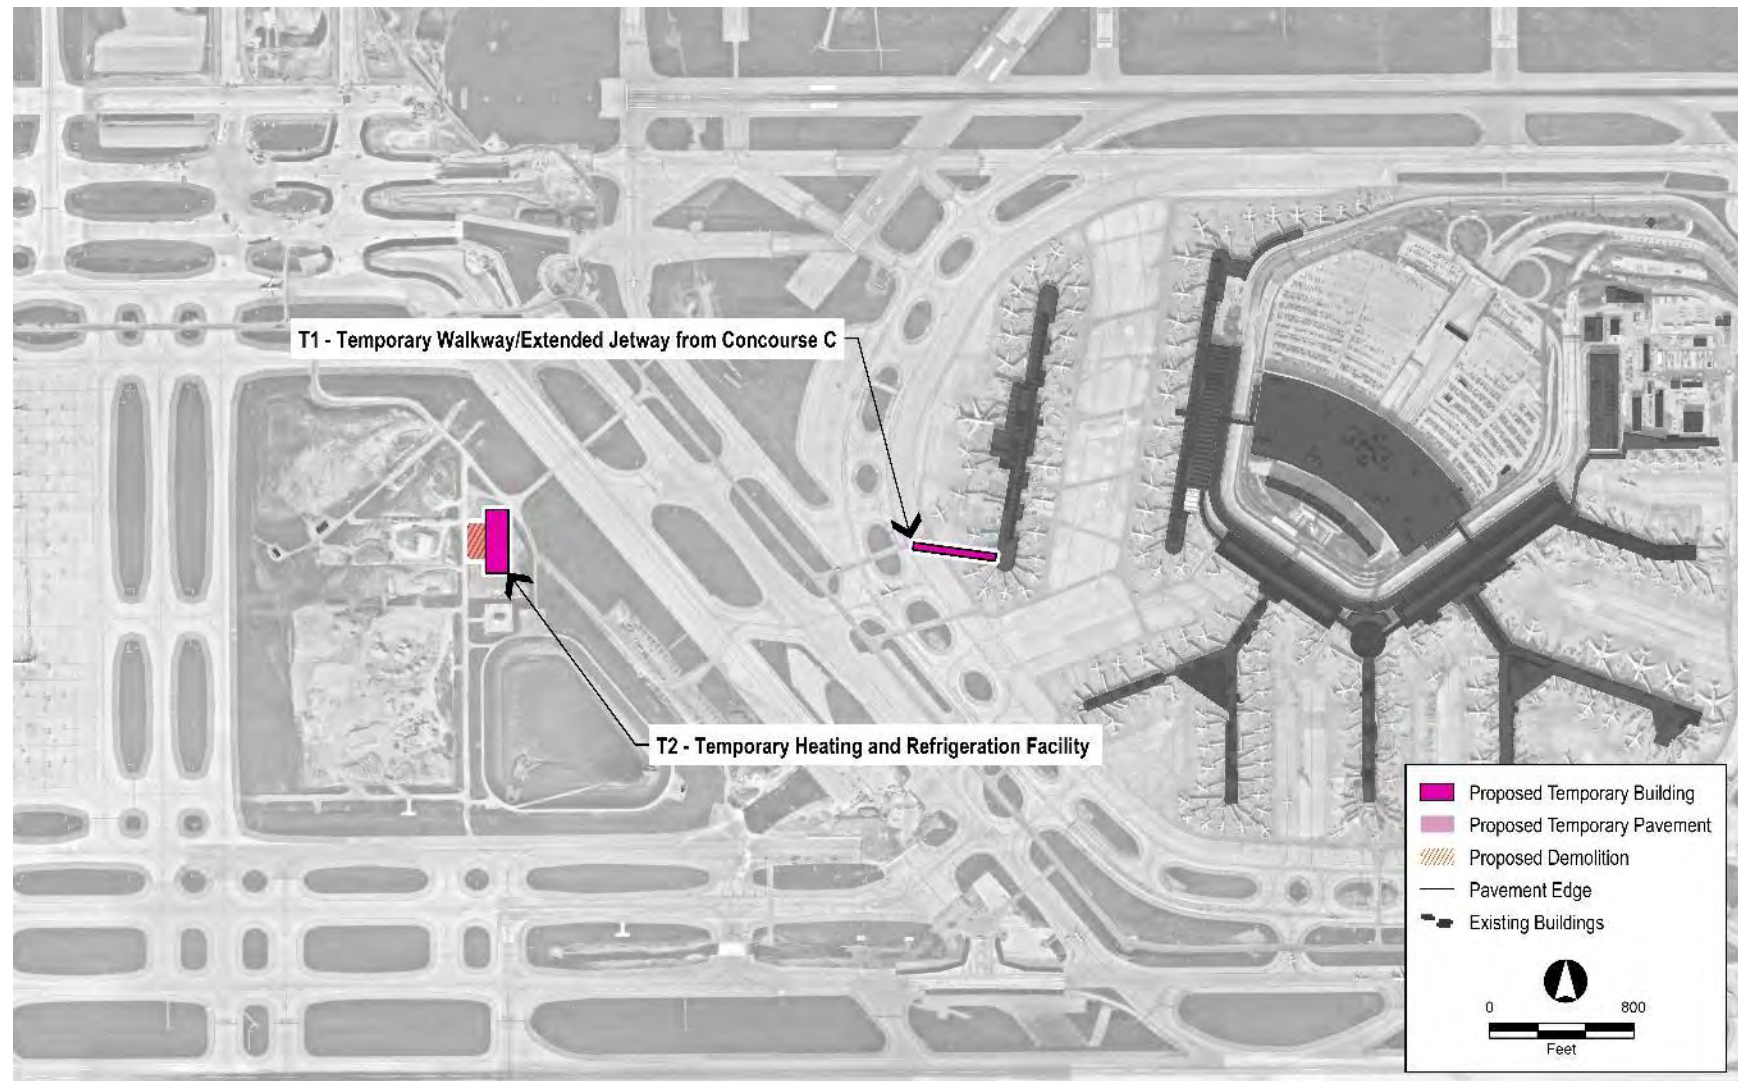 T1 - Temporary Walkway/Extended Jetway from Concourse C
T2 - Temporary Heating and Refrigeration Facility
Proposed Temporary Building
Proposed Temporary Pavement
Proposed Demolition
Pavement Edge
Existing Buildings
0 800
Feet